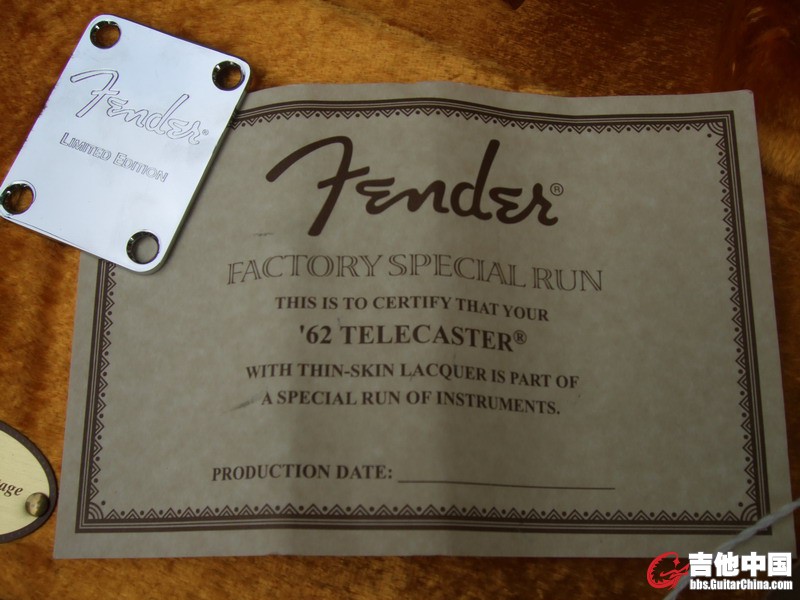 Fender®
LIMITED EDITION
Fender®
FACTORY SPECIAL RUN
THIS IS TO CERTIFY THAT YOUR
'62 TELECASTER®
WITH THIN-SKIN LACQUER IS PART OF
A SPECIAL RUN OF INSTRUMENTS.
PRODUCTION DATE:
吉他中国
bbs.GuitarChina.com